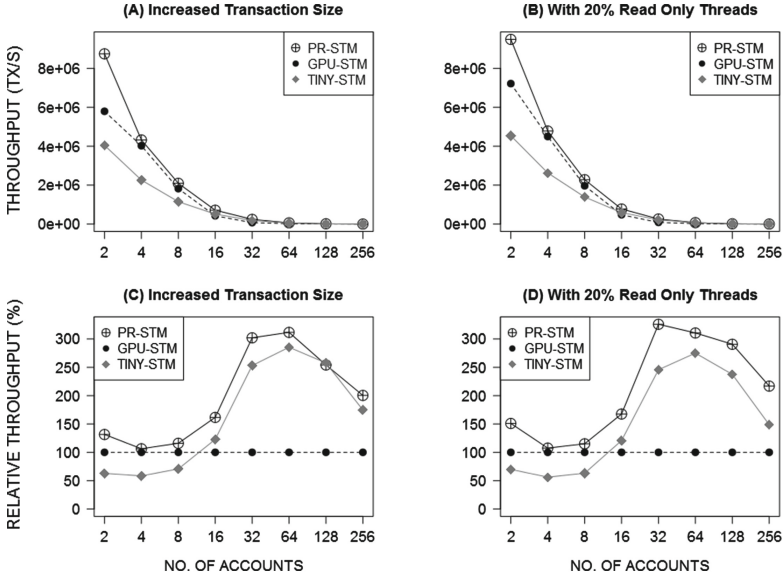 (A) Increased Transaction Size
THROUGHPUT (TX/S)
8e+06
6e+06
4e+06
2e+06
0e+00
PR-STM
GPU-STM
TINY-STM
2 4 8 16 32 64 128 256
(B) With 20% Read Only Threads
8e+06
6e+06
4e+06
2e+06
0e+00
PR-STM
GPU-STM
TINY-STM
2 4 8 16 32 64 128 256
(C) Increased Transaction Size
RELATIVE THROUGHPUT (%)
300
250
200
150
100
50
0
PR-STM
GPU-STM
TINY-STM
2 4 8 16 32 64 128 256
NO. OF ACCOUNTS
(D) With 20% Read Only Threads
300
250
200
150
100
50
0
PR-STM
GPU-STM
TINY-STM
2 4 8 16 32 64 128 256
NO. OF ACCOUNTS